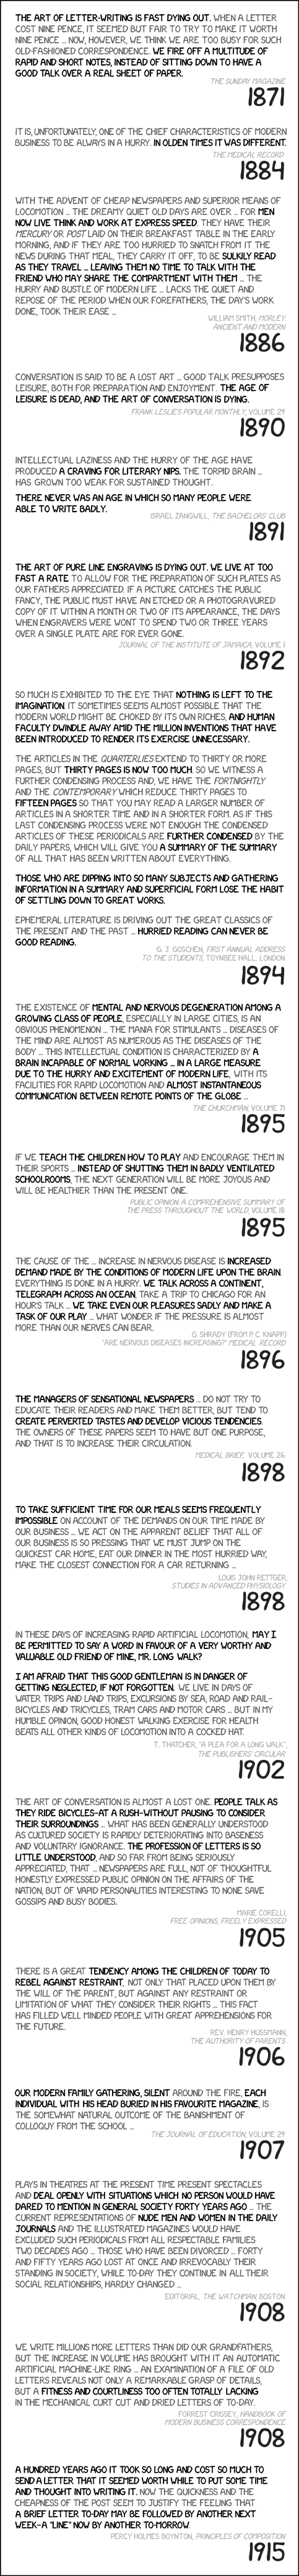 THE ART OF LETTER-WRITING IS FAST DYING OUT. WHEN A LETTER
COST NINE PENCE, IT SEEMED BUT FAIR TO TRY TO MAKE IT WORTH
NINE PENCE ... NOW, HOWEVER, WE THINK WE ARE TOO BUSY FOR SUCH
OLD-FASHIONED CORRESPONDENCE. WE FIRE OFF A MULTITUDE OF
RAPID AND SHORT NOTES, INSTEAD OF SITTING DOWN TO HAVE A
GOOD TALK OVER A REAL SHEET OF PAPER.
THE SUNDAY MAGAZINE
1871
IT IS, UNFORTUNATELY, ONE OF THE CHIEF CHARACTERISTICS OF MODERN
BUSINESS TO BE ALWAYS IN A HURRY. IN OLDEN TIMES IT WAS DIFFERENT.
THE MEDICAL RECORD
1884
WITH THE ADVENT OF CHEAP NEWSPAPERS AND SUPERIOR MEANS OF
LOCOMOTION ... THE DREAMY QUIET OLD DAYS ARE OVER ... FOR MEN
NOW LIVE THINK AND WORK AT EXPRESS SPEED. THEY HAVE THEIR
MERCURY OR POST LAID ON THEIR BREAKFAST TABLE IN THE EARLY
MORNING, AND IF THEY ARE TOO HURRIED TO SNATCH FROM IT THE
NEWS DURING THAT MEAL, THEY CARRY IT OFF, TO BE SULKILY READ
AS THEY TRAVEL ... LEAVING THEM NO TIME TO TALK WITH THE
FRIEND WHO MAY SHARE THE COMPARTMENT WITH THEM ... THE
HURRY AND BUSTLE OF MODERN LIFE ... LACKS THE QUIET AND
REPOSE OF THE PERIOD WHEN OUR FOREFATHERS, THE DAY'S WORK
DONE, TOOK THEIR EASE ...
WILLIAM SMITH, MORLEY:
ANCIENT AND MODERN
1886
CONVERSATION IS SAID TO BE A LOST ART ... GOOD TALK PRESUPPOSES
LEISURE, BOTH FOR PREPARATION AND ENJOYMENT. THE AGE OF
LEISURE IS DEAD, AND THE ART OF CONVERSATION IS DYING.
FRANK LESLIE'S POPULAR MONTHLY, VOLUME 29
1890
INTELLECTUAL LAZINESS AND THE HURRY OF THE AGE HAVE
PRODUCED A CRAVING FOR LITERARY NIPS. THE TORPID BRAIN ...
HAS GROWN TOO WEAK FOR SUSTAINED THOUGHT.
THERE NEVER WAS AN AGE IN WHICH SO MANY PEOPLE WERE
ABLE TO WRITE BADLY.
ISRAEL ZANGWILL, THE BACHELORS' CLUB
1891
THE ART OF PURE LINE ENGRAVING IS DYING OUT. WE LIVE AT TOO
FAST A RATE TO ALLOW FOR THE PREPARATION OF SUCH PLATES AS
OUR FATHERS APPRECIATED. IF A PICTURE CATCHES THE PUBLIC
FANCY, THE PUBLIC MUST HAVE AN ETCHED OR A PHOTOGRAVURED
COPY OF IT WITHIN A MONTH OR TWO OF ITS APPEARANCE, THE DAYS
WHEN ENGRAVERS WERE WONT TO SPEND TWO OR THREE YEARS
OVER A SINGLE PLATE ARE FOR EVER GONE.
JOURNAL OF THE INSTITUTE OF JAMAICA, VOLUME 1
1892
SO MUCH IS EXHIBITED TO THE EYE THAT NOTHING IS LEFT TO THE
IMAGINATION. IT SOMETIMES SEEMS ALMOST POSSIBLE THAT THE
MODERN WORLD MIGHT BE CHOKED BY ITS OWN RICHES, AND HUMAN
FACULTY DWINDLE AWAY AMID THE MILLION INVENTIONS THAT HAVE
BEEN INTRODUCED TO RENDER ITS EXERCISE UNNECESSARY.
THE ARTICLES IN THE QUARTERLIES EXTEND TO THIRTY OR MORE
PAGES, BUT THIRTY PAGES IS NOW TOO MUCH. SO WE WITNESS A
FURTHER CONDENSING PROCESS AND, WE HAVE THE FORTNIGHTLY
AND THE CONTEMPORARY WHICH REDUCE THIRTY PAGES TO
FIFTEEN PAGES SO THAT YOU MAY READ A LARGER NUMBER OF
ARTICLES IN A SHORTER TIME AND IN A SHORTER FORM. AS IF THIS
LAST CONDENSING PROCESS WERE NOT ENOUGH THE CONDENSED
ARTICLES OF THESE PERIODICALS ARE FURTHER CONDENSED BY THE
DAILY PAPERS, WHICH WILL GIVE YOU A SUMMARY OF THE SUMMARY
OF ALL THAT HAS BEEN WRITTEN ABOUT EVERYTHING.
THOSE WHO ARE DIPPING INTO SO MANY SUBJECTS AND GATHERING
INFORMATION IN A SUMMARY AND SUPERFICIAL FORM LOSE THE HABIT
OF SETTLING DOWN TO GREAT WORKS.
EPHEMERAL LITERATURE IS DRIVING OUT THE GREAT CLASSICS OF
THE PRESENT AND THE PAST ... HURRIED READING CAN NEVER BE
GOOD READING.
G. J. GOSCHEN, FIRST ANNUAL ADDRESS
TO THE STUDENTS, TOYNBEE HALL, LONDON
1894
THE EXISTENCE OF MENTAL AND NERVOUS DEGENERATION AMONG A
GROWING CLASS OF PEOPLE, ESPECIALLY IN LARGE CITIES, IS AN
OBVIOUS PHENOMENON ... THE MANIA FOR STIMULANTS ... DISEASES OF
THE MIND ARE ALMOST AS NUMEROUS AS THE DISEASES OF THE
BODY ... THIS INTELLECTUAL CONDITION IS CHARACTERIZED BY A
BRAIN INCAPABLE OF NORMAL WORKING ... IN A LARGE MEASURE
DUE TO THE HURRY AND EXCITEMENT OF MODERN LIFE, WITH ITS
FACILITIES FOR RAPID LOCOMOTION AND ALMOST INSTANTANEOUS
COMMUNICATION BETWEEN REMOTE POINTS OF THE GLOBE ...
THE CHURCHMAN, VOLUME 71
1895
IF WE TEACH THE CHILDREN HOW TO PLAY AND ENCOURAGE THEM IN
THEIR SPORTS ... INSTEAD OF SHUTTING THEM IN BADLY VENTILATED
SCHOOLROOMS, THE NEXT GENERATION WILL BE MORE JOYOUS AND
WILL BE HEALTHIER THAN THE PRESENT ONE.
PUBLIC OPINION: A COMPREHENSIVE SUMMARY OF
THE PRESS THROUGHOUT THE WORLD, VOLUME 18
1895
THE CAUSE OF THE ... INCREASE IN NERVOUS DISEASE IS INCREASED
DEMAND MADE BY THE CONDITIONS OF MODERN LIFE UPON THE BRAIN.
EVERYTHING IS DONE IN A HURRY. WE TALK ACROSS A CONTINENT,
TELEGRAPH ACROSS AN OCEAN, TAKE A TRIP TO CHICAGO FOR AN
HOUR'S TALK ... WE TAKE EVEN OUR PLEASURES SADLY AND MAKE A
TASK OF OUR PLAY ... WHAT WONDER IF THE PRESSURE IS ALMOST
MORE THAN OUR NERVES CAN BEAR.
G. SHRADY (FROM P. C. KNAPP)
"ARE NERVOUS DISEASES INCREASING?" MEDICAL RECORD
1896
THE MANAGERS OF SENSATIONAL NEWSPAPERS ... DO NOT TRY TO
EDUCATE THEIR READERS AND MAKE THEM BETTER, BUT TEND TO
CREATE PERVERTED TASTES AND DEVELOP VICIOUS TENDENCIES.
THE OWNERS OF THESE PAPERS SEEM TO HAVE BUT ONE PURPOSE,
AND THAT IS TO INCREASE THEIR CIRCULATION.
MEDICAL BRIEF, VOLUME 26
1898
TO TAKE SUFFICIENT TIME FOR OUR MEALS SEEMS FREQUENTLY
IMPOSSIBLE ON ACCOUNT OF THE DEMANDS ON OUR TIME MADE BY
OUR BUSINESS ... WE ACT ON THE APPARENT BELIEF THAT ALL OF
OUR BUSINESS IS SO PRESSING THAT WE MUST JUMP ON THE
QUICKEST CAR HOME, EAT OUR DINNER IN THE MOST HURRIED WAY,
MAKE THE CLOSEST CONNECTION FOR A CAR RETURNING ...
LOUIS JOHN RETTGER,
STUDIES IN ADVANCED PHYSIOLOGY
1898
IN THESE DAYS OF INCREASING RAPID ARTIFICIAL LOCOMOTION, MAY I
BE PERMITTED TO SAY A WORD IN FAVOUR OF A VERY WORTHY AND
VALUABLE OLD FRIEND OF MINE, MR. LONG WALK?
I AM AFRAID THAT THIS GOOD GENTLEMAN IS IN DANGER OF
GETTING NEGLECTED, IF NOT FORGOTTEN. WE LIVE IN DAYS OF
WATER TRIPS AND LAND TRIPS, EXCURSIONS BY SEA, ROAD AND RAIL-
BICYCLES AND TRICYCLES, TRAM CARS AND MOTOR CARS ... BUT IN MY
HUMBLE OPINION, GOOD HONEST WALKING EXERCISE FOR HEALTH
BEATS ALL OTHER KINDS OF LOCOMOTION INTO A COCKED HAT.
T. THATCHER, "A PLEA FOR A LONG WALK",
THE PUBLISHERS' CIRCULAR
1902
THE ART OF CONVERSATION IS ALMOST A LOST ONE. PEOPLE TALK AS
THEY RIDE BICYCLES-AT A RUSH-WITHOUT PAUSING TO CONSIDER
THEIR SURROUNDINGS ... WHAT HAS BEEN GENERALLY UNDERSTOOD
AS CULTURED SOCIETY IS RAPIDLY DETERIORATING INTO BASENESS
AND VOLUNTARY IGNORANCE. THE PROFESSION OF LETTERS IS SO
LITTLE UNDERSTOOD, AND SO FAR FROM BEING SERIOUSLY
APPRECIATED, THAT ... NEWSPAPERS ARE FULL, NOT OF THOUGHTFUL
HONESTLY EXPRESSED PUBLIC OPINION ON THE AFFAIRS OF THE
NATION, BUT OF VAPID PERSONALITIES INTERESTING TO NONE SAVE
GOSSIPS AND BUSY BODIES.
MARIE CORELLI,
FREE OPINIONS, FREELY EXPRESSED
1905
THERE IS A GREAT TENDENCY AMONG THE CHILDREN OF TODAY TO
REBEL AGAINST RESTRAINT, NOT ONLY THAT PLACED UPON THEM BY
THE WILL OF THE PARENT, BUT AGAINST ANY RESTRAINT OR
LIMITATION OF WHAT THEY CONSIDER THEIR RIGHTS ... THIS FACT
HAS FILLED WELL MINDED PEOPLE WITH GREAT APPREHENSIONS FOR
THE FUTURE.
REV. HENRY HUSSMANN,
THE AUTHORITY OF PARENTS
1906
OUR MODERN FAMILY GATHERING, SILENT AROUND THE FIRE, EACH
INDIVIDUAL WITH HIS HEAD BURIED IN HIS FAVOURITE MAGAZINE, IS
THE SOMEWHAT NATURAL OUTCOME OF THE BANISHMENT OF
COLLOQUY FROM THE SCHOOL ...
THE JOURNAL OF EDUCATION, VOLUME 29
1907
PLAYS IN THEATRES AT THE PRESENT TIME PRESENT SPECTACLES
AND DEAL OPENLY WITH SITUATIONS WHICH NO PERSON WOULD HAVE
DARED TO MENTION IN GENERAL SOCIETY FORTY YEARS AGO ... THE
CURRENT REPRESENTATIONS OF NUDE MEN AND WOMEN IN THE DAILY
JOURNALS AND THE ILLUSTRATED MAGAZINES WOULD HAVE
EXCLUDED SUCH PERIODICALS FROM ALL RESPECTABLE FAMILIES
TWO DECADES AGO ... THOSE WHO HAVE BEEN DIVORCED ... FORTY
AND FIFTY YEARS AGO LOST AT ONCE AND IRREVOCABLY THEIR
STANDING IN SOCIETY, WHILE TO-DAY THEY CONTINUE IN ALL THEIR
SOCIAL RELATIONSHIPS, HARDLY CHANGED ...
EDITORIAL, THE WATCHMAN, BOSTON
1908
WE WRITE MILLIONS MORE LETTERS THAN DID OUR GRANDFATHERS,
BUT THE INCREASE IN VOLUME HAS BROUGHT WITH IT AN AUTOMATIC
ARTIFICIAL MACHINE-LIKE RING ... AN EXAMINATION OF A FILE OF OLD
LETTERS REVEALS NOT ONLY A REMARKABLE GRASP OF DETAILS,
BUT A FITNESS AND COURTLINESS TOO OFTEN TOTALLY LACKING
IN THE MECHANICAL CURT CUT AND DRIED LETTERS OF TO-DAY.
FORREST CRISSEY, HANDBOOK OF
MODERN BUSINESS CORRESPONDENCE
1908
A HUNDRED YEARS AGO IT TOOK SO LONG AND COST SO MUCH TO
SEND A LETTER THAT IT SEEMED WORTH WHILE TO PUT SOME TIME
AND THOUGHT INTO WRITING IT. NOW THE QUICKNESS AND THE
CHEAPNESS OF THE POST SEEM TO JUSTIFY THE FEELING THAT
A BRIEF LETTER TO-DAY MAY BE FOLLOWED BY ANOTHER NEXT
WEEK-A "LINE" NOW BY ANOTHER TO-MORROW.
PERCY HOLMES BOYNTON, PRINCIPLES OF COMPOSITION
1915